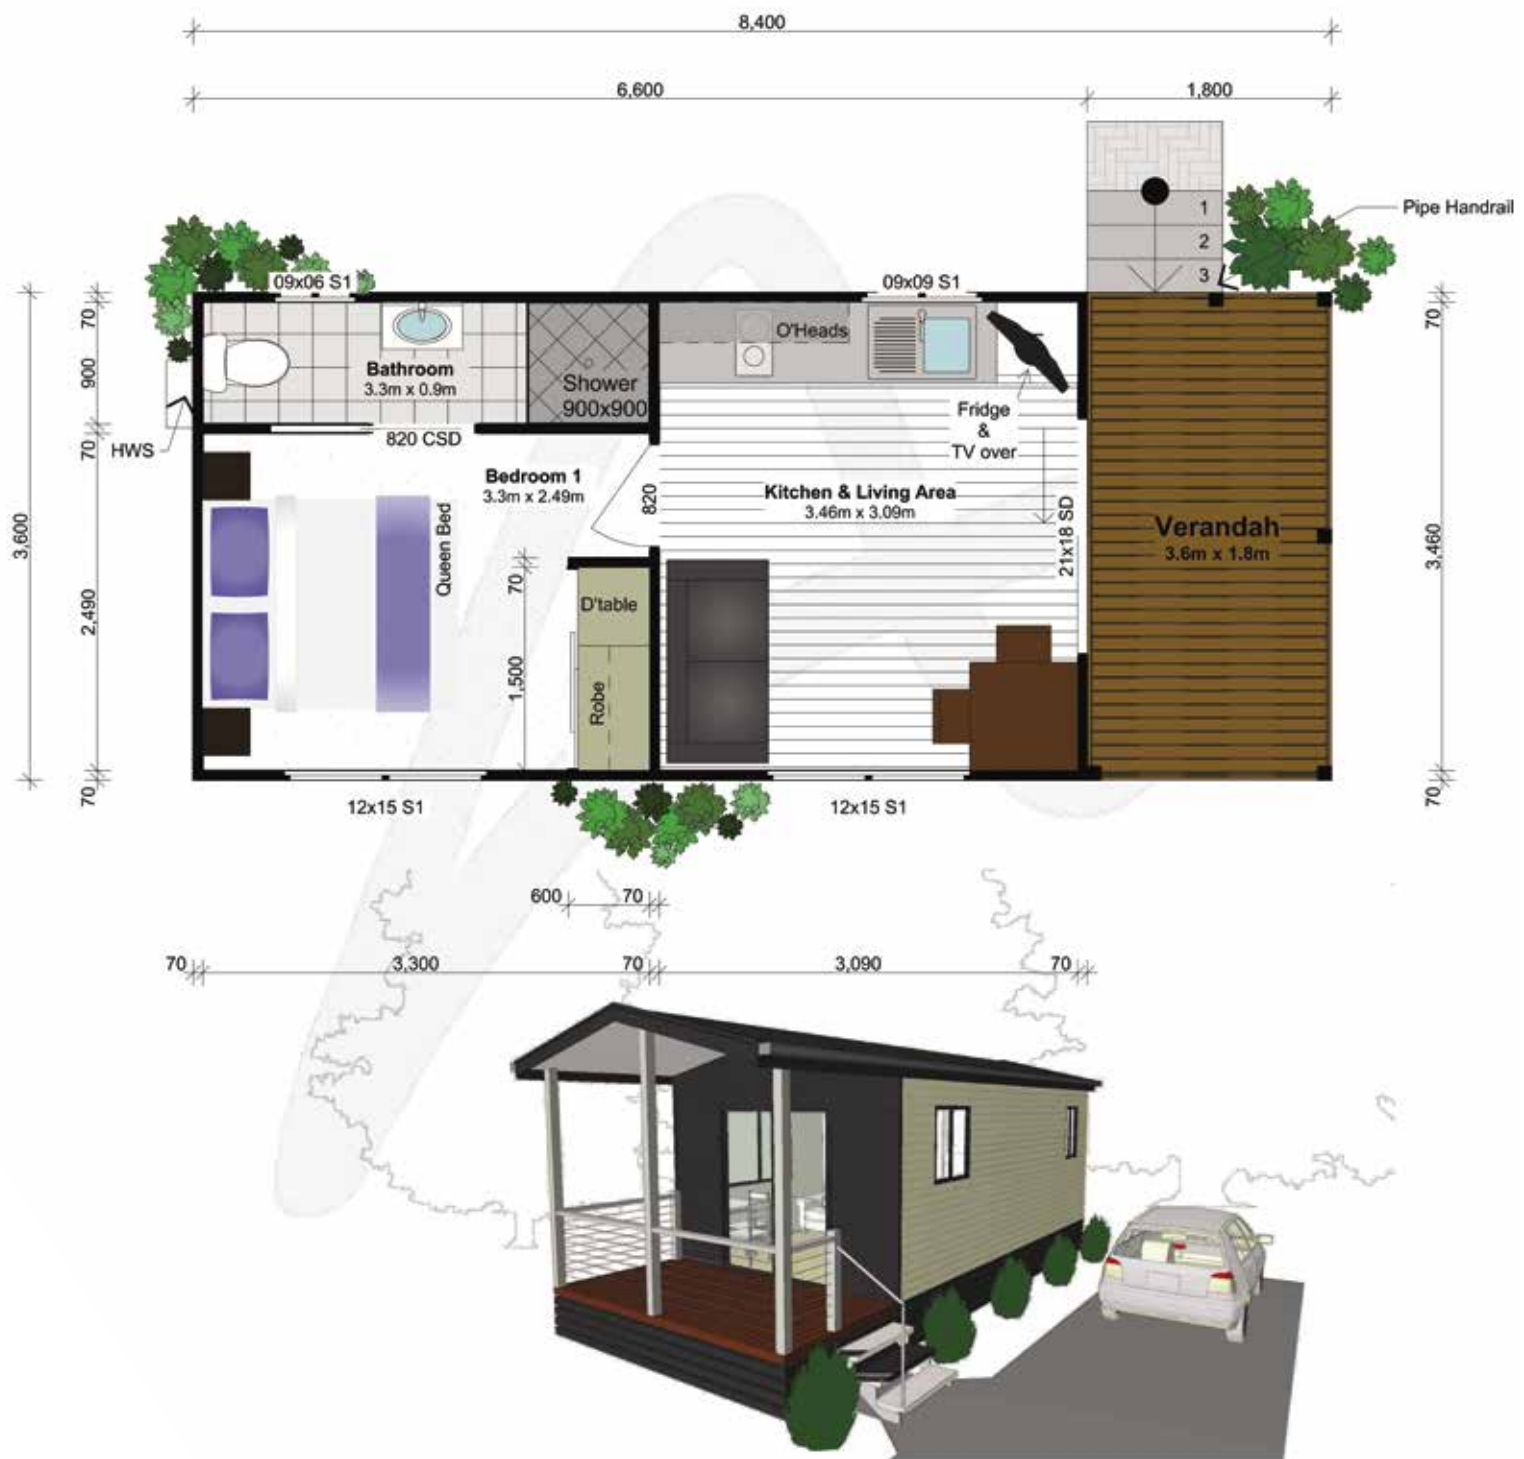 8,400
6,600
1,800
1
2
3
Pipe Handrail
09x06 S1
09x09 S1
70
900
70
2,490
70
3,600
HWS
Bathroom
3.3m x 0.9m
Shower
900x900
820 CSD
O'Heads
Fridge
&
TV over
Bedroom 1
3.3m x 2.49m
Queen Bed
820
Kitchen & Living Area
3.46m x 3.09m
21x18 SD
Verandah
3.6m x 1.8m
70
3,460
70
70
1,500
D'table
Robe
12x15 S1
12x15 S1
600
70
70
3,300
70
3,090
70